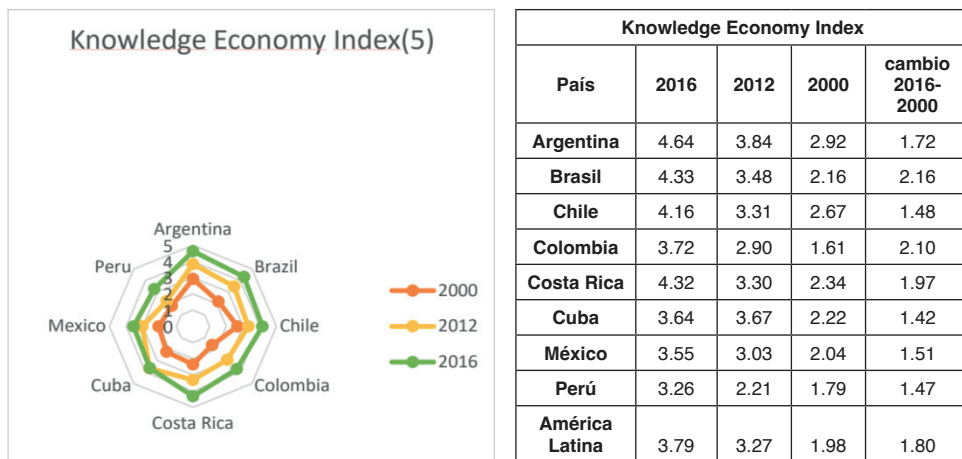 Knowledge Economy Index(5)
Argentina
5
4
3
2
1
0
Peru
Brazil
Mexico
Chile
Cuba
Colombia
Costa Rica
2000
2012
2016
Knowledge Economy Index
País 2016 2012 2000 cambio 2016-2000
Argentina 4.64 3.84 2.92 1.72
Brasil 4.33 3.48 2.16 2.16
Chile 4.16 3.31 2.67 1.48
Colombia 3.72 2.90 1.61 2.10
Costa Rica 4.32 3.30 2.34 1.97
Cuba 3.64 3.67 2.22 1.42
México 3.55 3.03 2.04 1.51
Perú 3.26 2.21 1.79 1.47
América
Latina 3.79 3.27 1.98 1.80